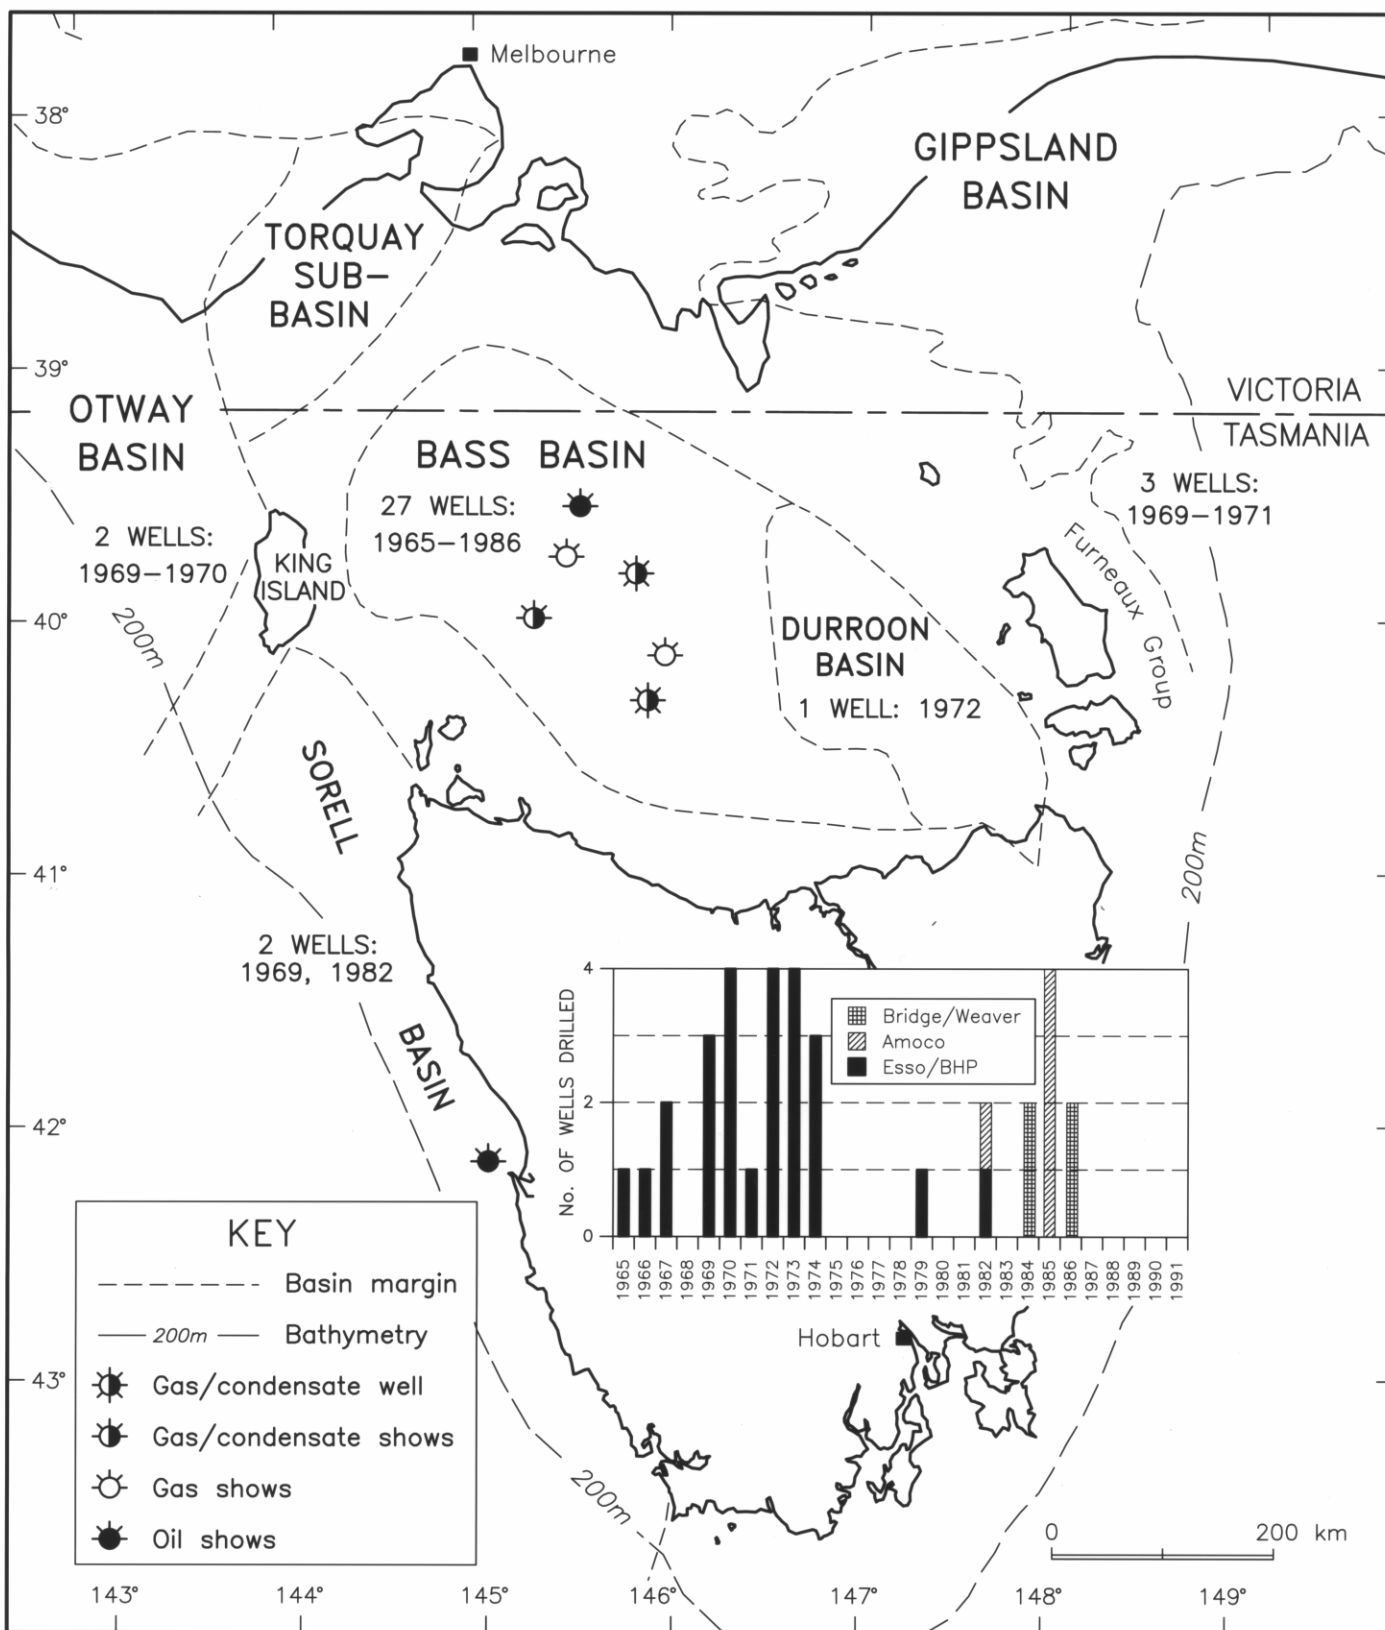 Melbourne
38°
GIPPSLAND
BASIN
TORQUAY
SUB-
BASIN
39°
VICTORIA
TASMANIA
OTWAY
BASIN
BASS BASIN
27 WELLS:
1965-1986
3 WELLS:
1969-1971
2 WELLS:
1969-1970
KING
ISLAND
Furneaux Group
200m
40°
DURROON
BASIN
1 WELL: 1972
SORELL
BASIN
41°
200m
2 WELLS:
1969, 1982
42°
No. OF WELLS DRILLED
4
2
0
Bridge/Weaver
Amoco
Esso/BHP
1965
1966
1967
1968
1969
1970
1971
1972
1973
1974
1975
1976
1977
1978
1979
1980
1981
1982
1983
1984
1985
1986
1987
1988
1989
1990
1991
KEY
Basin margin
200m Bathymetry
Gas/condensate well
Gas/condensate shows
Gas shows
Oil shows
Hobart
43°
200m
0 200 km
143° 144° 145° 146° 147° 148° 149°